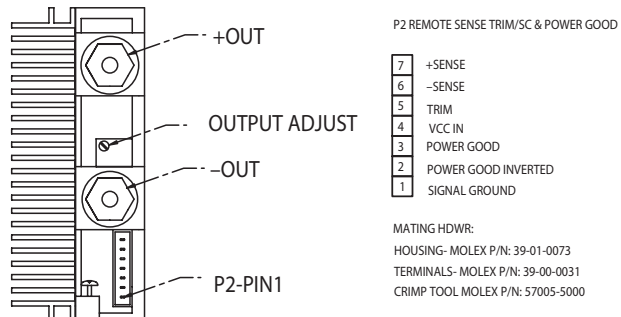 +OUT
OUTPUT ADJUST
–OUT
P2-PIN1
P2 REMOTE SENSE TRIM/SC & POWER GOOD
7 +SENSE
6 –SENSE
5 TRIM
4 VCC IN
3 POWER GOOD
2 POWER GOOD INVERTED
1 SIGNAL GROUND
MATING HDWR:
HOUSING- MOLEX P/N: 39-01-0073
TERMINALS- MOLEX P/N: 39-00-0031
CRIMP TOOL MOLEX P/N: 57005-5000